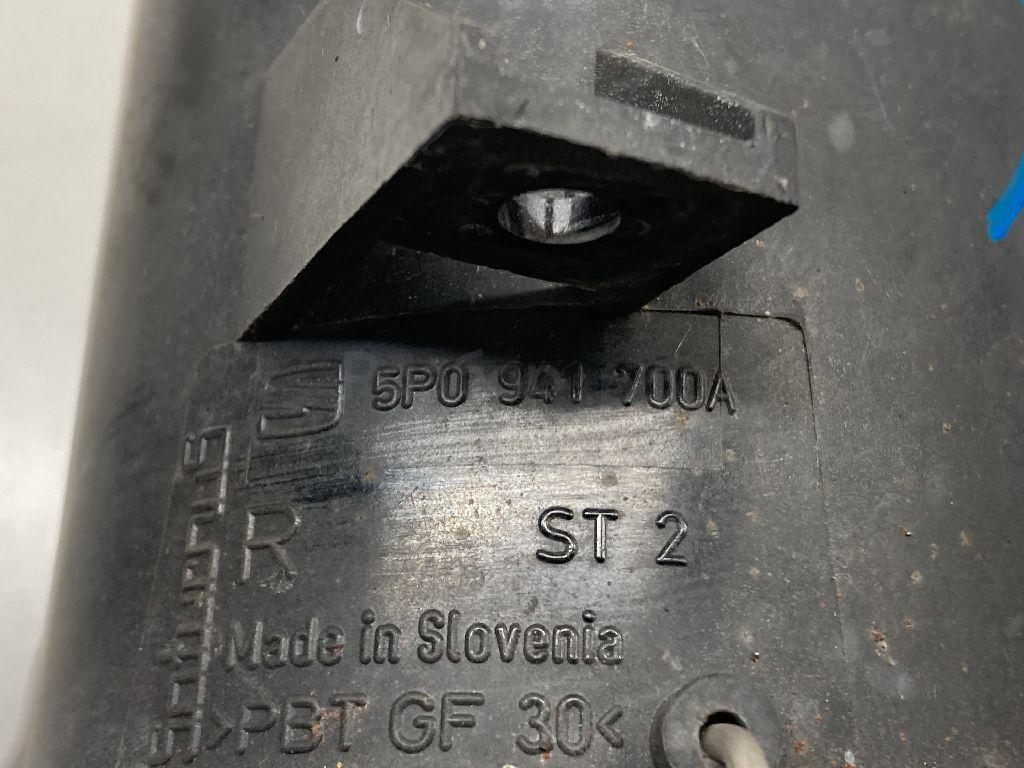 5P0 941 700A
R ST 2
Made in Slovenia
>PBT GF 30<